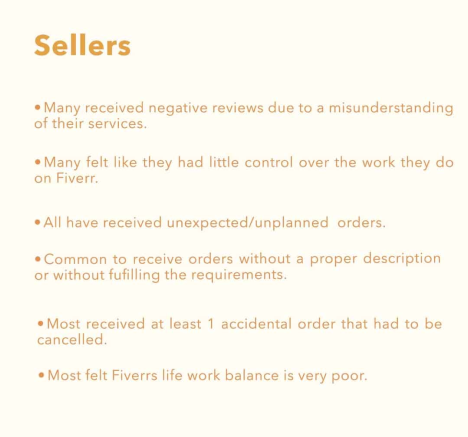 Sellers
•Many received negative reviews due to a misunderstanding
of their services.
•Many felt like they had little control over the work they do
on Fiverr.
•All have received unexpected/unplanned orders.
•Common to receive orders without a proper description
or without fufilling the requirements.
•Most received at least 1 accidental order that had to be
cancelled.
•Most felt Fiverrs life work balance is very poor.